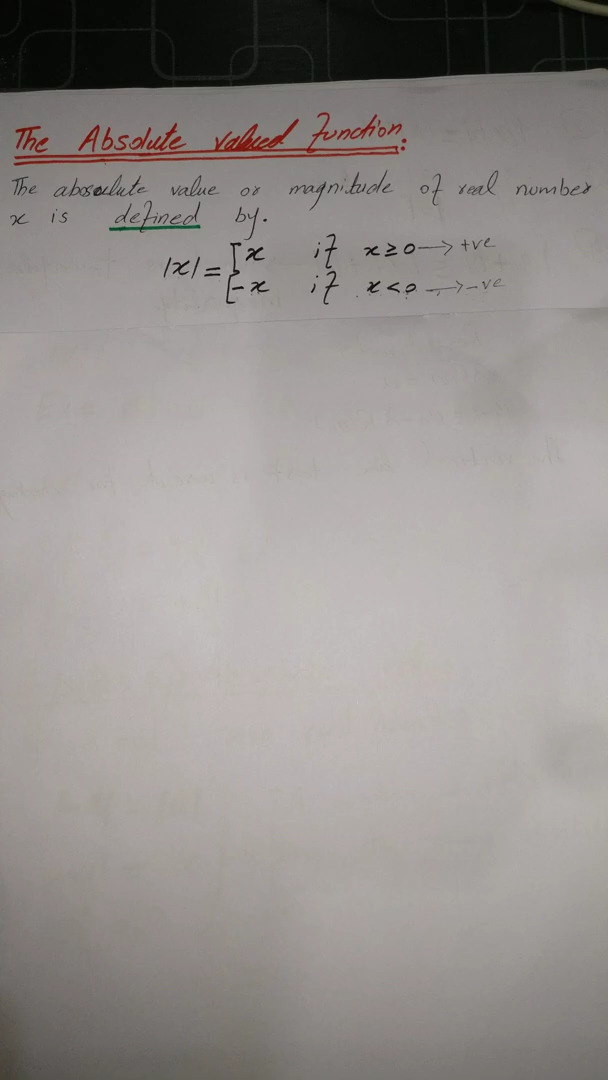 The Absolute valued Function:
The absoulute value or magnitude of real number
x is defined by.
|x| = [ x if x ≥ 0 → +ve
[ -x if x < 0 → -ve